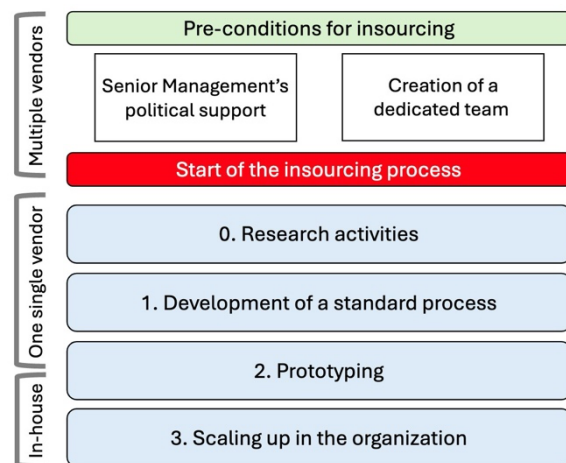 Multiple vendors
Pre-conditions for insourcing
Senior Management's
political support
Creation of a
dedicated team
Start of the insourcing process
One single vendor
0. Research activities
1. Development of a standard process
2. Prototyping
In-house
3. Scaling up in the organization